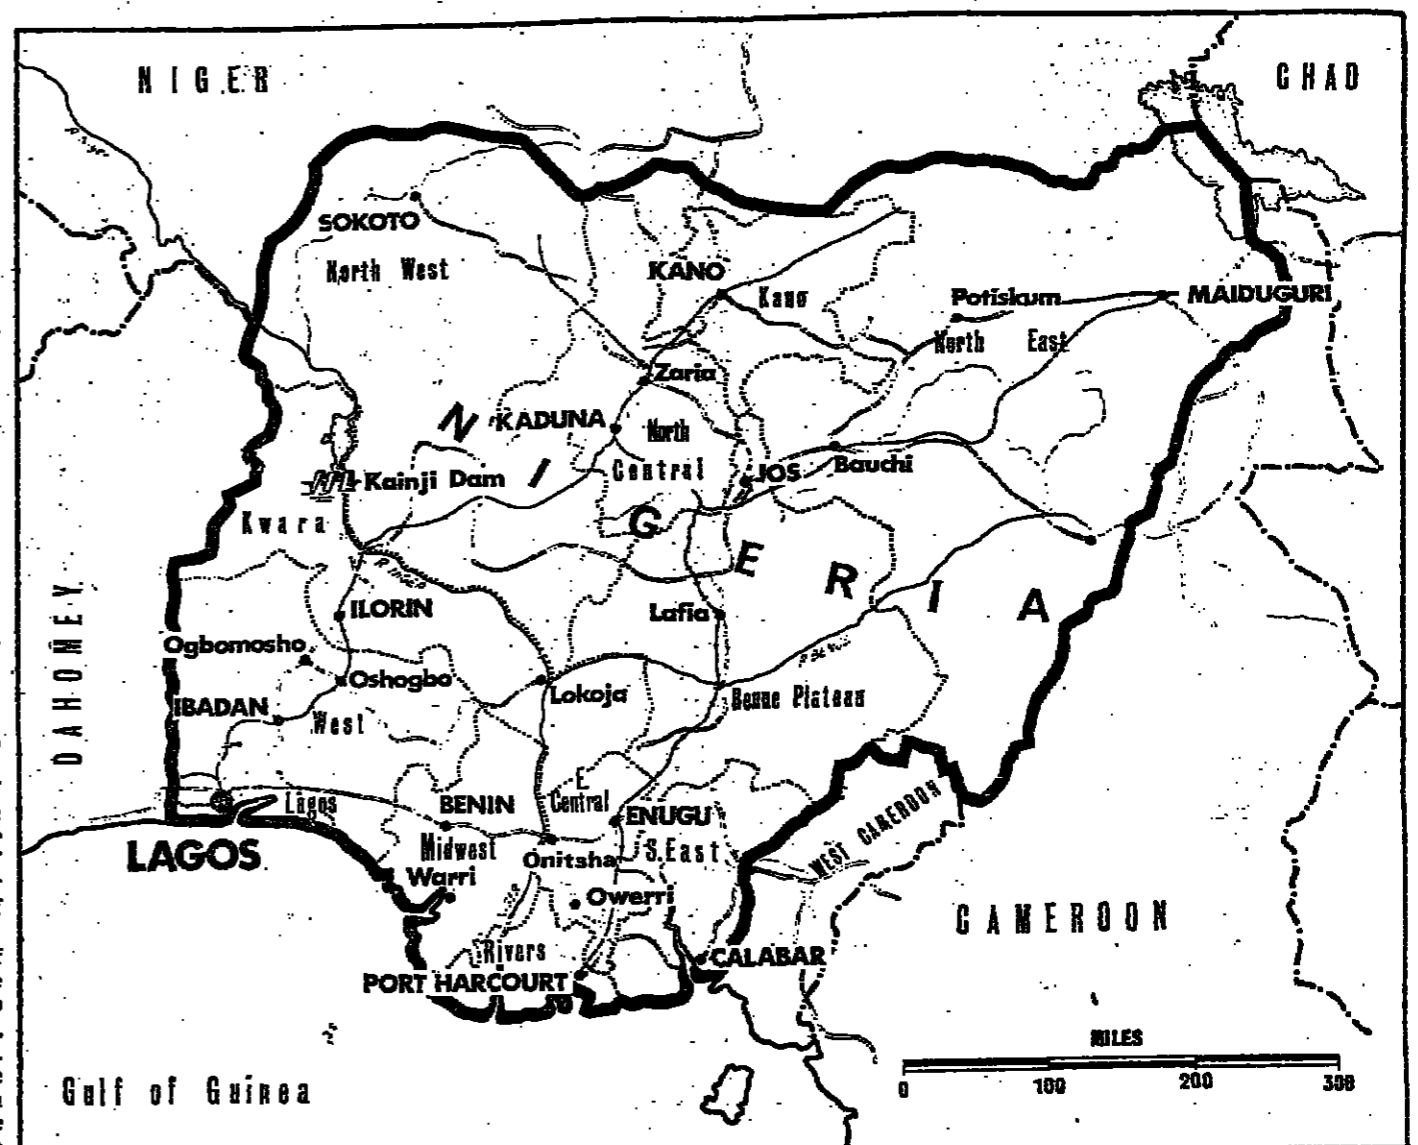 NIGER
CHAD
SOKOTO
North West
KANO
Kano
Potiskum
MAIDUGURI
North East
Zaria
KADUNA
North
Central
NIGERIA
Kainji Dam
JOS
Bauchi
Kwara
R. NIGER
ILORIN
Lafia
Ogbomosho
Oshogbo
Lokoja
R. BENUE
Benue Plateau
IBADAN
West
DAHOMEY
E.
Central
Lagos
BENIN
ENUGU
WEST CAMEROON
LAGOS
Midwest
Onitsha
S.East
Warri
Owerri
CAMEROON
Rivers
CALABAR
PORT HARCOURT
MILES
0 100 200 300
Gulf of Guinea